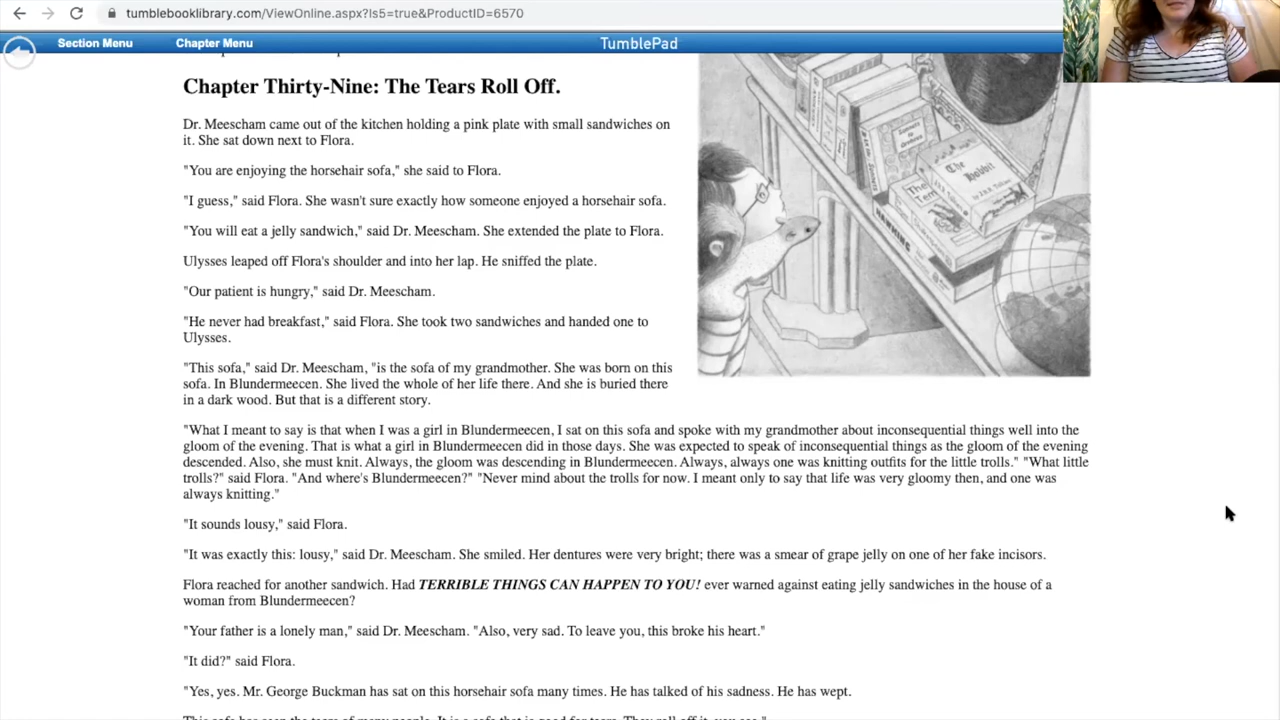 tumblebooklibrary.com/ViewOnline.aspx?ls5=true&ProductID=6570
Section Menu Chapter Menu TumblePad
Chapter Thirty-Nine: The Tears Roll Off.
Dr. Meescham came out of the kitchen holding a pink plate with small sandwiches on
it. She sat down next to Flora.
"You are enjoying the horsehair sofa," she said to Flora.
"I guess," said Flora. She wasn't sure exactly how someone enjoyed a horsehair sofa.
"You will eat a jelly sandwich," said Dr. Meescham. She extended the plate to Flora.
Ulysses leaped off Flora's shoulder and into her lap. He sniffed the plate.
"Our patient is hungry," said Dr. Meescham.
"He never had breakfast," said Flora. She took two sandwiches and handed one to
Ulysses.
"This sofa," said Dr. Meescham, "is the sofa of my grandmother. She was born on this
sofa. In Blundermeecen. She lived the whole of her life there. And she is buried there
in a dark wood. But that is a different story.
"What I meant to say is that when I was a girl in Blundermeecen, I sat on this sofa and spoke with my grandmother about inconsequential things well into the
gloom of the evening. That is what a girl in Blundermeecen did in those days. She was expected to speak of inconsequential things as the gloom of the evening
descended. Also, she must knit. Always, the gloom was descending in Blundermeecen. Always, always one was knitting outfits for the little trolls." "What little
trolls?" said Flora. "And where's Blundermeecen?" "Never mind about the trolls for now. I meant only to say that life was very gloomy then, and one was
always knitting."
"It sounds lousy," said Flora.
"It was exactly this: lousy," said Dr. Meescham. She smiled. Her dentures were very bright; there was a smear of grape jelly on one of her fake incisors.
Flora reached for another sandwich. Had TERRIBLE THINGS CAN HAPPEN TO YOU! ever warned against eating jelly sandwiches in the house of a
woman from Blundermeecen?
"Your father is a lonely man," said Dr. Meescham. "Also, very sad. To leave you, this broke his heart."
"It did?" said Flora.
"Yes, yes. Mr. George Buckman has sat on this horsehair sofa many times. He has talked of his sadness. He has wept.
The
Hobbit